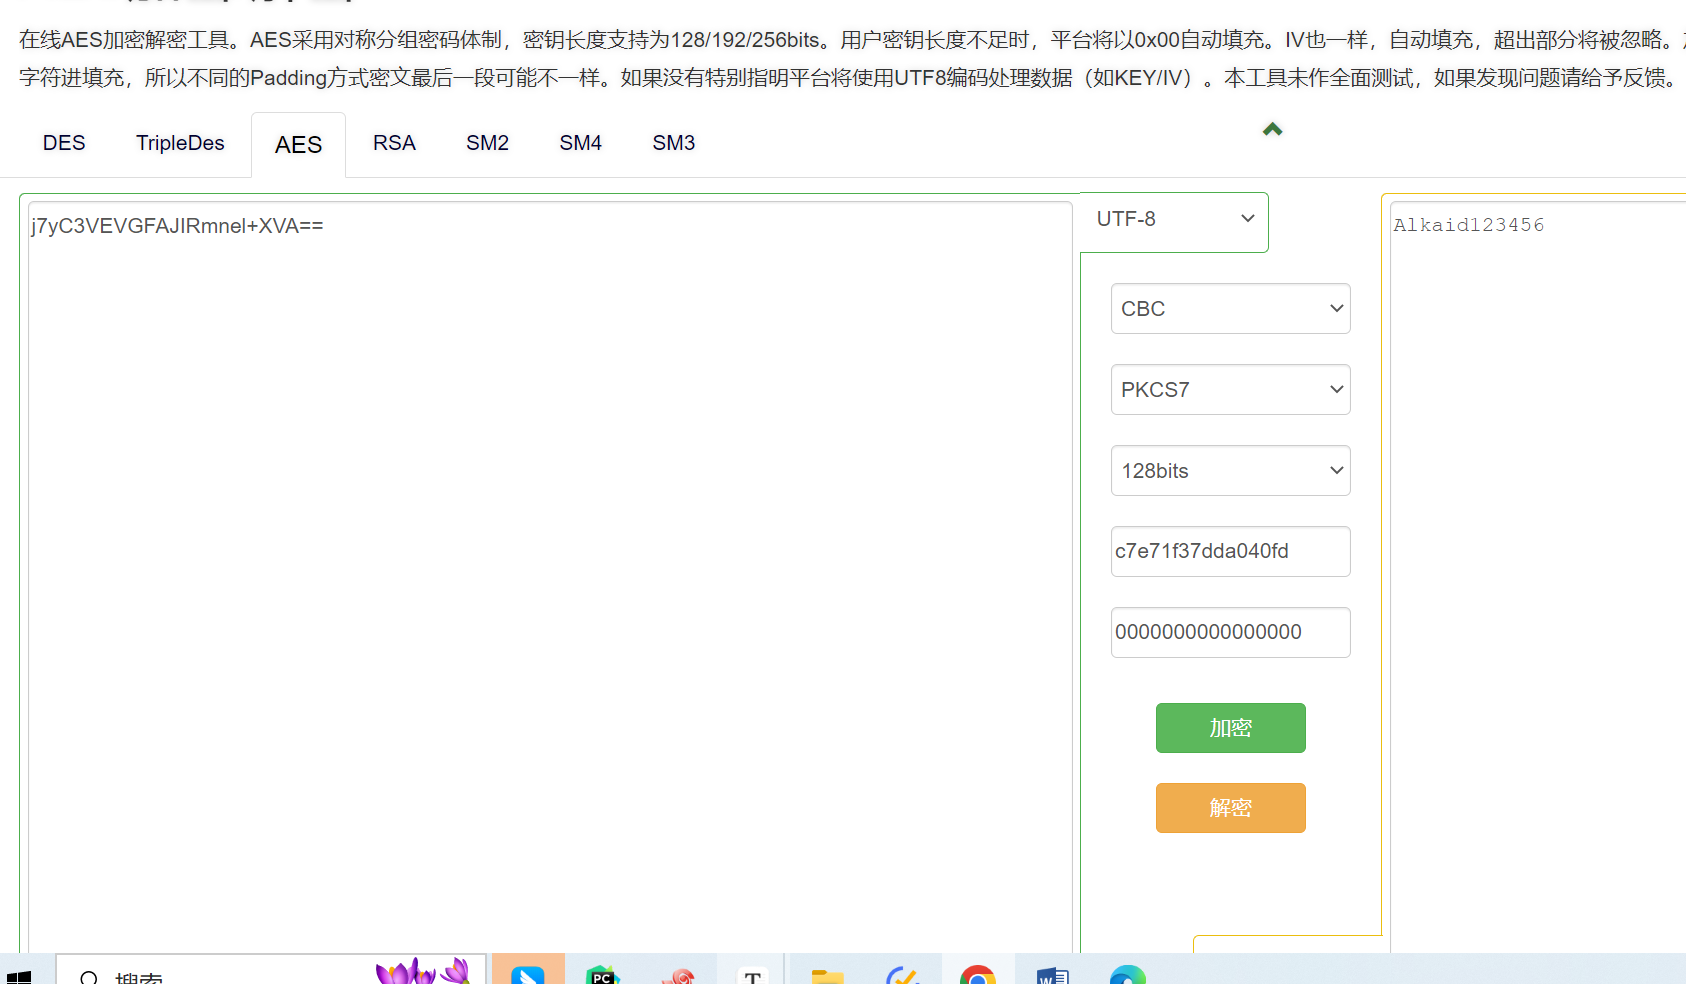 在线AES加密解密工具。AES采用对称分组密码体制，密钥长度支持为128/192/256bits。用户密钥长度不足时，平台将以0x00自动填充。IV也一样，自动填充，超出部分将被忽略。
字符进填充，所以不同的Padding方式密文最后一段可能不一样。如果没有特别指明平台将使用UTF8编码处理数据（如KEY/IV）。本工具未作全面测试，如果发现问题请给予反馈。
DES TripleDes AES RSA SM2 SM4 SM3
j7yC3VEVGFAJIRmnel+XVA==
UTF-8
Alkaid123456
CBC
PKCS7
128bits
c7e71f37dda040fd
0000000000000000
加密
解密
搜索
PC
T
W